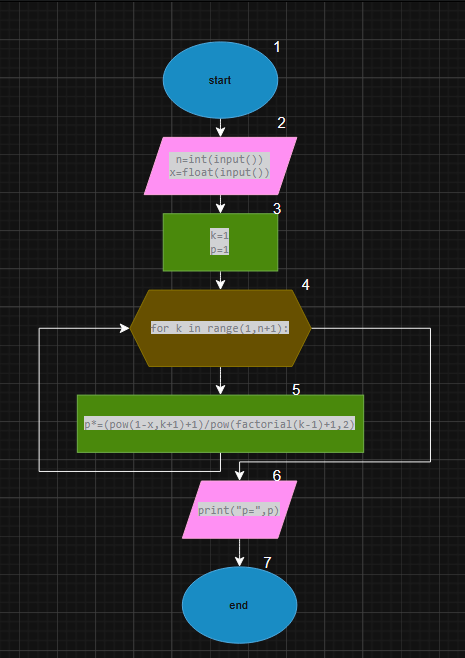 1
start
2
n=int(input())
x=float(input())
3
k=1
p=1
4
for k in range(1,n+1):
5
p*=(pow(1-x,k+1)+1)/pow(factorial(k-1)+1,2)
6
print("p=",p)
7
end